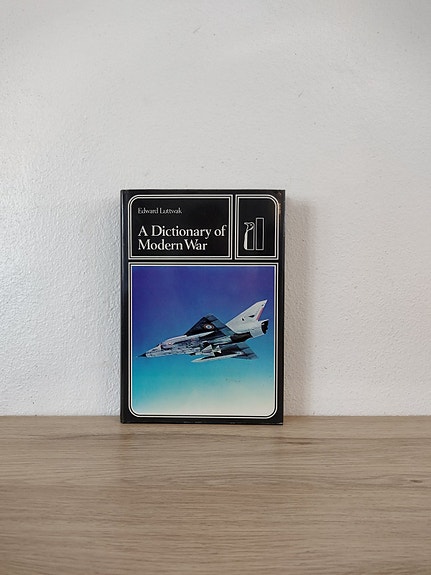 Edward Luttwak
A Dictionary of
Modern War